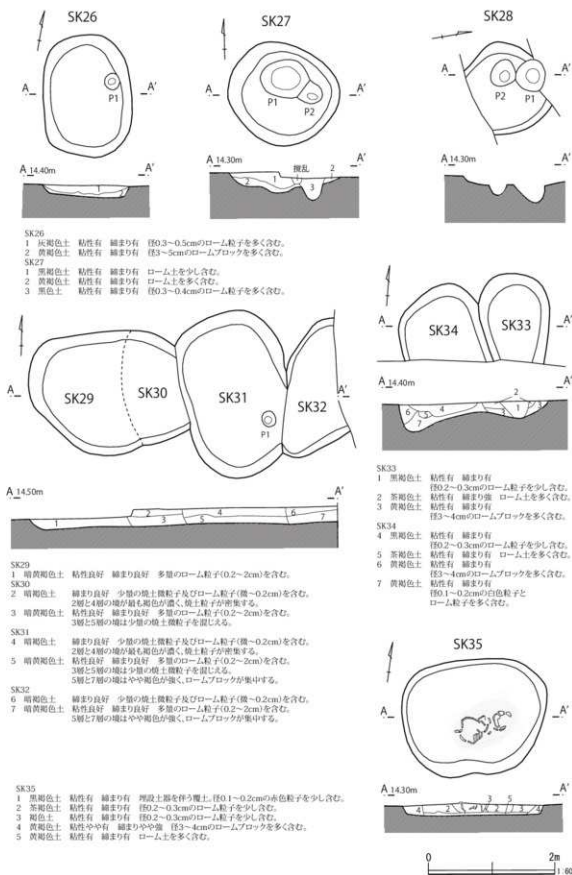 SK26
SK27
SK28
A A'
P1
A A'
P1
P2
A A'
P2
P1
A 14.40m A'
1
A 14.30m 撹乱 2 A'
2 1 3
A 14.30m A'
SK26
1 灰褐色土 粘性有 締まり有 径0.3～0.5cmのローム粒子を多く含む。
2 黄褐色土 粘性有 締まり有 径3～5cmのロームブロックを多く含む。
SK27
1 黒褐色土 粘性有 締まり有 ローム土を少し含む。
2 黄褐色土 粘性有 締まり有 ローム土を多く含む。
3 黒色土 粘性有 締まり有 径0.3～0.4cmのローム粒子を多く含む。
SK29
SK30
SK31
SK32
A A'
P1
A 14.50m A'
1 2 3 4 5 6 7
SK34
SK33
A A'
A 14.40m A'
2
6 5 4 1
7
SK29
1 暗黄褐色土 粘性良好 締まり良好 多量のローム粒子(0.2～2cm)を含む。
SK30
2 暗褐色土 締まり良好 少量の焼土微粒子及びローム粒子(微～0.2cm)を含む。
2層と4層の境が最も褐色が濃く、焼土粒子が密集する。
3 暗黄褐色土 粘性良好 締まり良好 多量のローム粒子(0.2～2cm)を含む。
3層と5層の境は少量の焼土微粒子を混じえる。
SK31
4 暗褐色土 締まり良好 少量の焼土微粒子及びローム粒子(微～0.2cm)を含む。
2層と4層の境が最も褐色が濃く、焼土粒子が密集する。
5 暗黄褐色土 粘性良好 締まり良好 多量のローム粒子(0.2～2cm)を含む。
3層と5層の境は少量の焼土微粒子を混じえる。
5層と7層の境はやや褐色が強く、ロームブロックが集中する。
SK32
6 暗褐色土 締まり良好 少量の焼土微粒子及びローム粒子(微～0.2cm)を含む。
7 暗黄褐色土 粘性良好 締まり良好 多量のローム粒子(0.2～2cm)を含む。
5層と7層の境はやや褐色が強く、ロームブロックが集中する。
SK33
1 黒褐色土 粘性有 締まり有
径0.2～0.3cmのローム粒子を少し含む。
2 茶褐色土 粘性有 締まり強 ローム土を多く含む。
3 黄褐色土 粘性有 締まり有
径3～4cmのロームブロックを多く含む。
SK34
4 黒褐色土 粘性有 締まり有
径0.2～0.3cmのローム粒子を少し含む。
5 茶褐色土 粘性有 締まり有 ローム土を多く含む。
6 黄褐色土 粘性有 締まり有
径3～4cmのロームブロックを多く含む。
7 黄褐色土 粘性有 締まり有
径0.1～0.2cmの白色粒子と
ローム粒子を多く含む。
SK35
A A'
A 14.30m 3 5 A'
4 1 2 3 4
SK35
1 黒褐色土 粘性有 締まり有 埋設土器を伴う覆土。径0.1～0.2cmの赤色粒子を少し含む。
2 茶褐色土 粘性有 締まり有 径0.2～0.3cmのローム粒子を少し含む。
3 褐色土 粘性有 締まり有 径0.2～0.3cmのローム粒子を少し含む。
4 黄褐色土 粘性やや有 締まりやや強 径3～4cmのロームブロックを多く含む。
5 黄褐色土 粘性有 締まり有 ローム土を多く含む。
0 2m
1:60